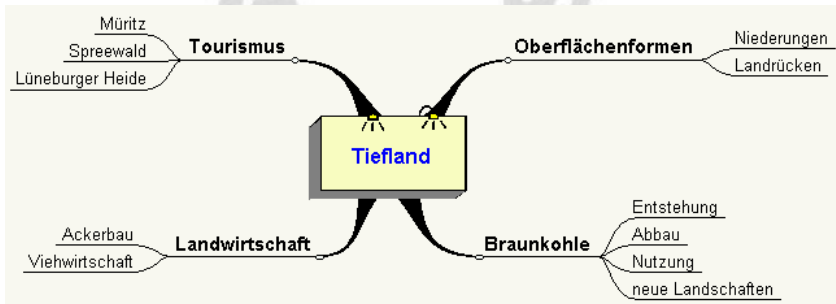 Tiefland
Tourismus
Müritz
Spreewald
Lüneburger Heide
Oberflächenformen
Niederungen
Landrücken
Landwirtschaft
Ackerbau
Viehwirtschaft
Braunkohle
Entstehung
Abbau
Nutzung
neue Landschaften